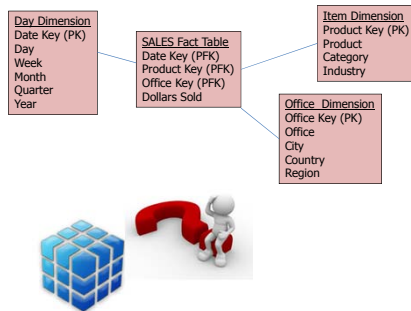 Day Dimension
Date Key (PK)
Day
Week
Month
Quarter
Year
SALES Fact Table
Date Key (PFK)
Product Key (PFK)
Office Key (PFK)
Dollars Sold
Item Dimension
Product Key (PK)
Product
Category
Industry
Office Dimension
Office Key (PK)
Office
City
Country
Region